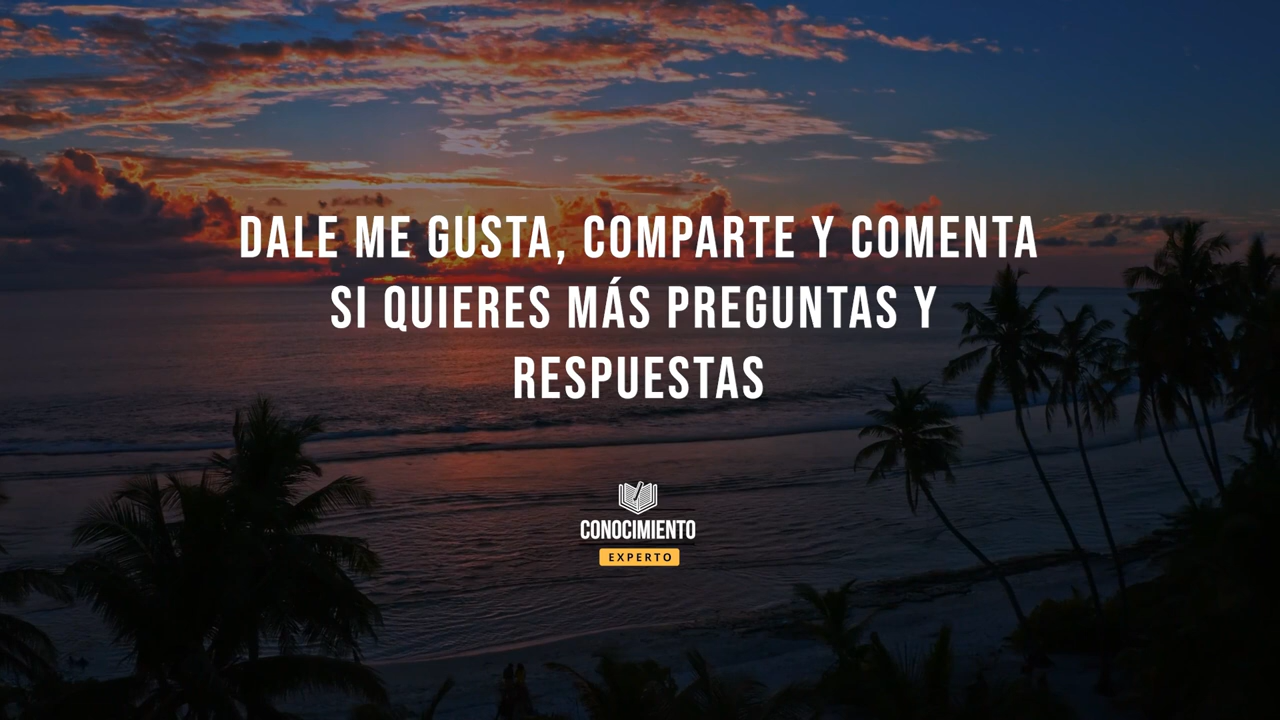 DALE ME GUSTA, COMPARTE Y COMENTA
SI QUIERES MÁS PREGUNTAS Y
RESPUESTAS
CONOCIMIENTO
EXPERTO